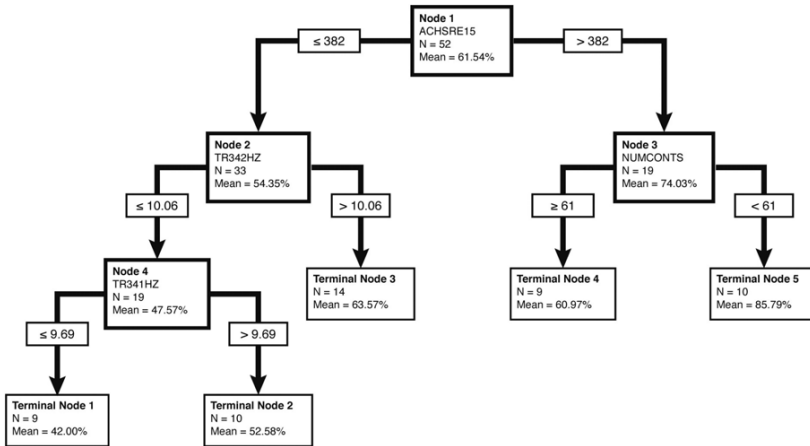 Node 1
ACHSRE15
N = 52
Mean = 61.54%
≤ 382
> 382
Node 2
TR342HZ
N = 33
Mean = 54.35%
Node 3
NUMCONTS
N = 19
Mean = 74.03%
≤ 10.06
> 10.06
≥ 61
< 61
Node 4
TR341HZ
N = 19
Mean = 47.57%
Terminal Node 3
N = 14
Mean = 63.57%
Terminal Node 4
N = 9
Mean = 60.97%
Terminal Node 5
N = 10
Mean = 85.79%
≤ 9.69
> 9.69
Terminal Node 1
N = 9
Mean = 42.00%
Terminal Node 2
N = 10
Mean = 52.58%